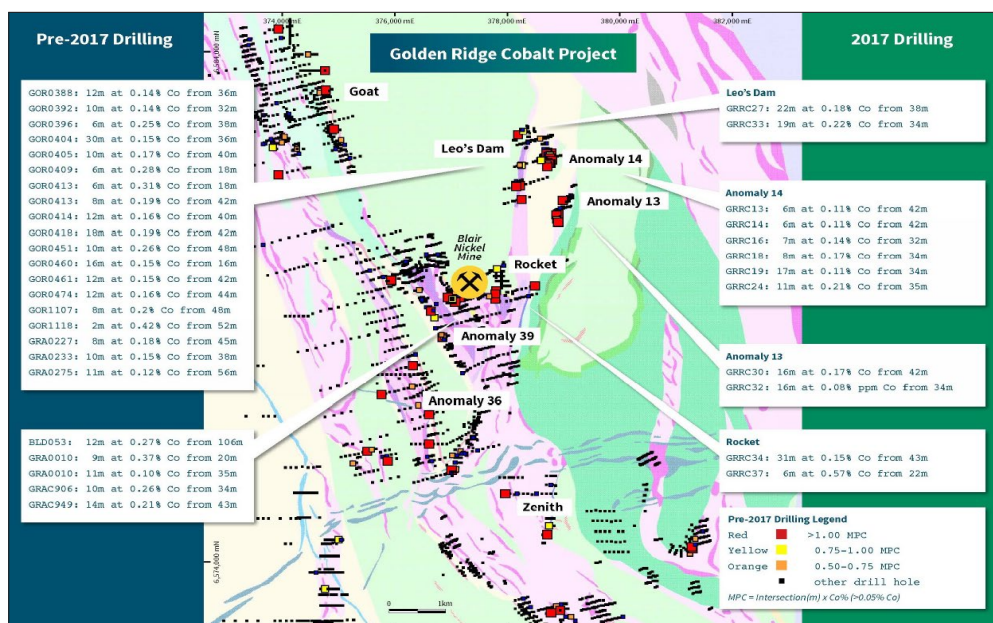 374,000 mE
376,000 mE
378,000 mE
380,000 mE
382,000 mE
6,584,000 mN
6,574,000 mN
Pre-2017 Drilling
Golden Ridge Cobalt Project
2017 Drilling
GOR0388: 12m at 0.14% Co from 36m
GOR0392: 10m at 0.14% Co from 32m
GOR0396: 6m at 0.25% Co from 38m
GOR0404: 30m at 0.15% Co from 36m
GOR0405: 10m at 0.17% Co from 40m
GOR0409: 6m at 0.28% Co from 18m
GOR0413: 6m at 0.31% Co from 18m
GOR0413: 8m at 0.19% Co from 42m
GOR0414: 12m at 0.16% Co from 40m
GOR0418: 18m at 0.19% Co from 42m
GOR0451: 10m at 0.26% Co from 48m
GOR0460: 16m at 0.15% Co from 16m
GOR0461: 12m at 0.15% Co from 42m
GOR0474: 12m at 0.16% Co from 44m
GOR1107: 8m at 0.2% Co from 48m
GOR1118: 2m at 0.42% Co from 52m
GRA0227: 8m at 0.18% Co from 45m
GRA0233: 10m at 0.15% Co from 38m
GRA0275: 11m at 0.12% Co from 56m
BLD053: 12m at 0.27% Co from 106m
GRA0010: 9m at 0.37% Co from 20m
GRA0010: 11m at 0.10% Co from 35m
GRAC906: 10m at 0.26% Co from 34m
GRAC949: 14m at 0.21% Co from 43m
Goat
Leo's Dam
Anomaly 14
Anomaly 13
Blair
Nickel
Mine
Rocket
Anomaly 39
Anomaly 36
Zenith
0
1km
Leo's Dam
GRRC27: 22m at 0.18% Co from 38m
GRRC33: 19m at 0.22% Co from 34m
Anomaly 14
GRRC13: 6m at 0.11% Co from 42m
GRRC14: 6m at 0.11% Co from 42m
GRRC16: 7m at 0.14% Co from 32m
GRRC18: 8m at 0.17% Co from 34m
GRRC19: 17m at 0.11% Co from 34m
GRRC24: 11m at 0.21% Co from 35m
Anomaly 13
GRRC30: 16m at 0.17% Co from 42m
GRRC32: 16m at 0.08% ppm Co from 34m
Rocket
GRRC34: 31m at 0.15% Co from 43m
GRRC37: 6m at 0.57% Co from 22m
Pre-2017 Drilling Legend
Red >1.00 MPC
Yellow 0.75-1.00 MPC
Orange 0.50-0.75 MPC
other drill hole
MPC = Intersection(m) x Co% (>0.05% Co)